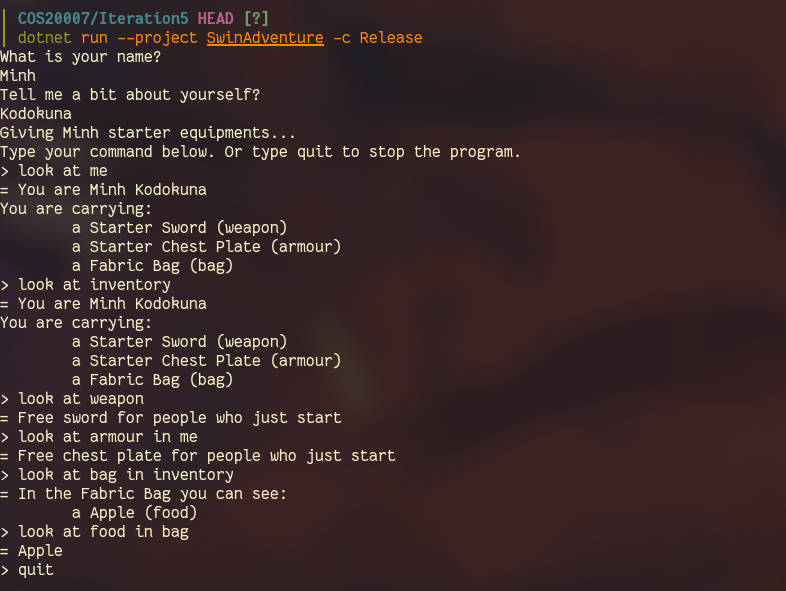 COS20007/Iteration5 HEAD [?]
dotnet run --project SwinAdventure -c Release
What is your name?
Minh
Tell me a bit about yourself?
Kodokuna
Giving Minh starter equipments...
Type your command below. Or type quit to stop the program.
> look at me
= You are Minh Kodokuna
You are carrying:
a Starter Sword (weapon)
a Starter Chest Plate (armour)
a Fabric Bag (bag)
> look at inventory
= You are Minh Kodokuna
You are carrying:
a Starter Sword (weapon)
a Starter Chest Plate (armour)
a Fabric Bag (bag)
> look at weapon
= Free sword for people who just start
> look at armour in me
= Free chest plate for people who just start
> look at bag in inventory
= In the Fabric Bag you can see:
a Apple (food)
> look at food in bag
= Apple
> quit